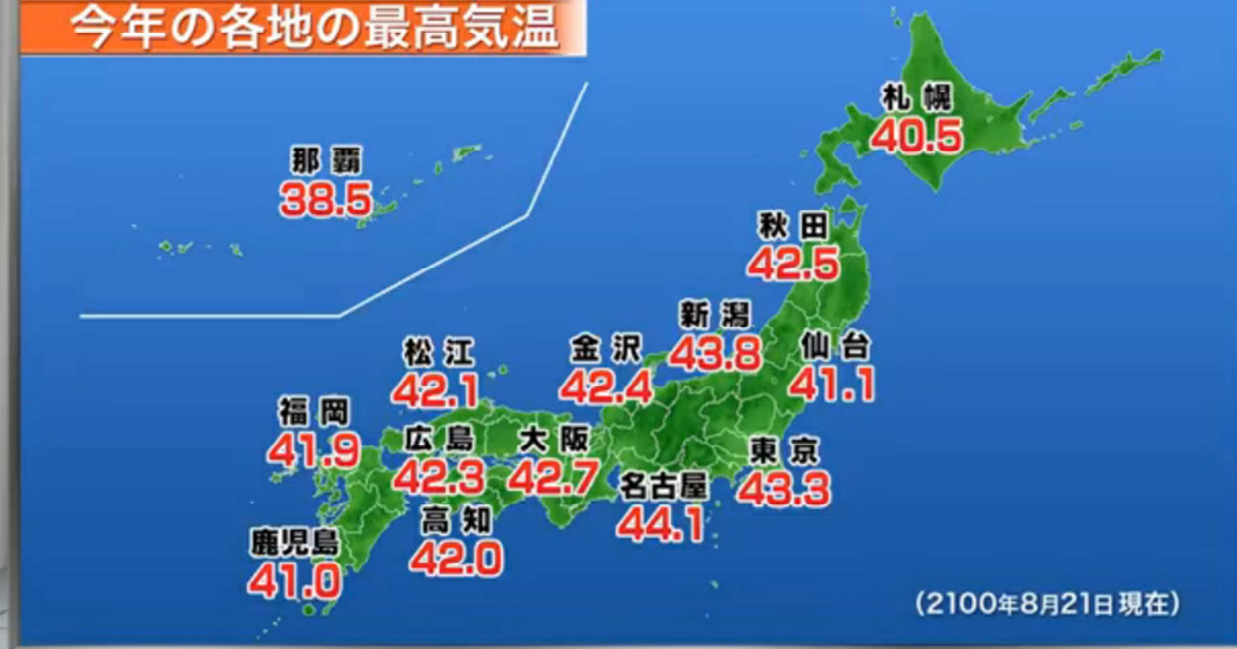 今年の各地の最高気温
札幌
40.5
那覇
38.5
秋田
42.5
新潟
43.8
仙台
41.1
金沢
42.4
松江
42.1
福岡
41.9
広島
42.3
大阪
42.7
東京
43.3
名古屋
44.1
高知
42.0
鹿児島
41.0
（2100年8月21日現在）